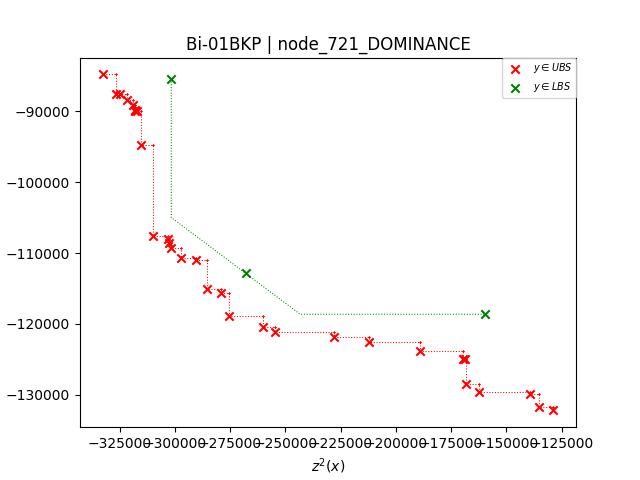 Bi-01BKP | node_721_DOMINANCE
y ∈ UBS
y ∈ LBS
−90000
−100000
−110000
−120000
−130000
−325000 −300000 −275000 −250000 −225000 −200000 −175000 −150000 −125000
z²(x)